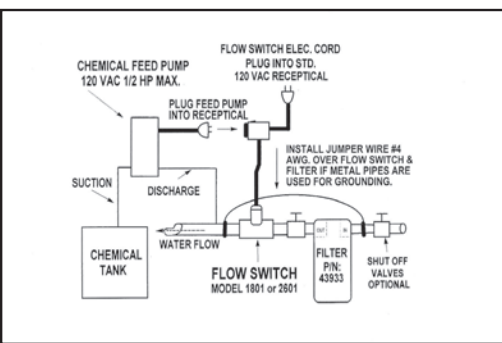 FLOW SWITCH ELEC. CORD
PLUG INTO STD.
120 VAC RECEPTICAL
CHEMICAL FEED PUMP
120 VAC 1/2 HP MAX.
PLUG FEED PUMP
INTO RECEPTICAL
INSTALL JUMPER WIRE #4
AWG. OVER FLOW SWITCH &
FILTER IF METAL PIPES ARE
USED FOR GROUNDING.
SUCTION
DISCHARGE
WATER FLOW
CHEMICAL
TANK
FLOW SWITCH
MODEL 1801 or 2601
OUT
IN
FILTER
P/N:
43933
SHUT OFF
VALVES
OPTIONAL